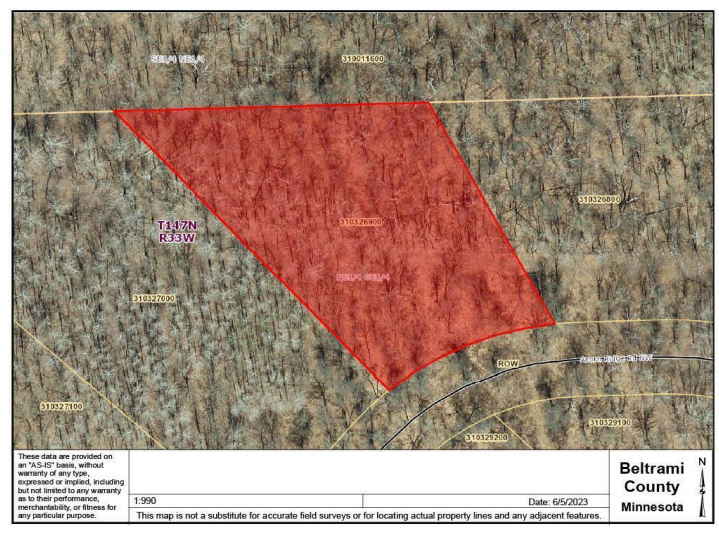 SE1/4 NE1/4
310011600
310326800
310326900
T147N
R33W
NE1/4 SE1/4
310327000
ROW
Acorn Ridge Rd NW
310327100
310329100
310329200
These data are provided on
an "AS-IS" basis, without
warranty of any type,
expressed or implied, including
but not limited to any warranty
as to their performance,
merchantability, or fitness for
any particular purpose.
1:990
Date: 6/5/2023
This map is not a substitute for accurate field surveys or for locating actual property lines and any adjacent features.
Beltrami
County
Minnesota
N